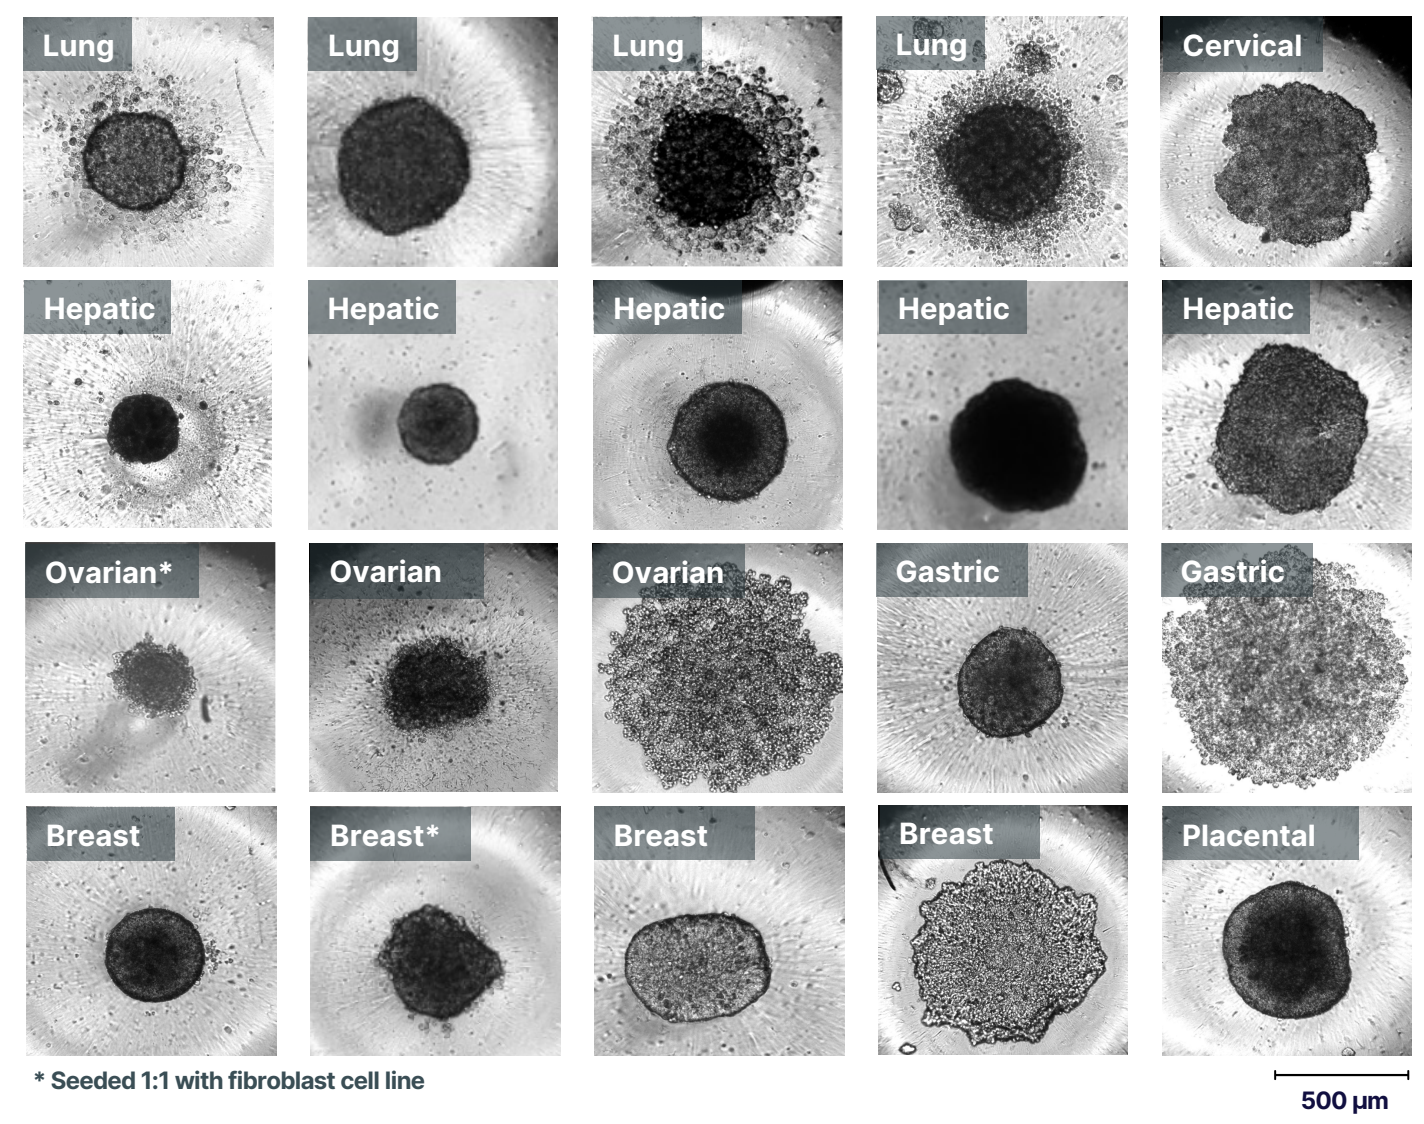 Lung
Lung
Lung
Lung
Cervical
Hepatic
Hepatic
Hepatic
Hepatic
Hepatic
Ovarian*
Ovarian
Ovarian
Gastric
Gastric
Breast
Breast*
Breast
Breast
Placental
* Seeded 1:1 with fibroblast cell line
500 µm